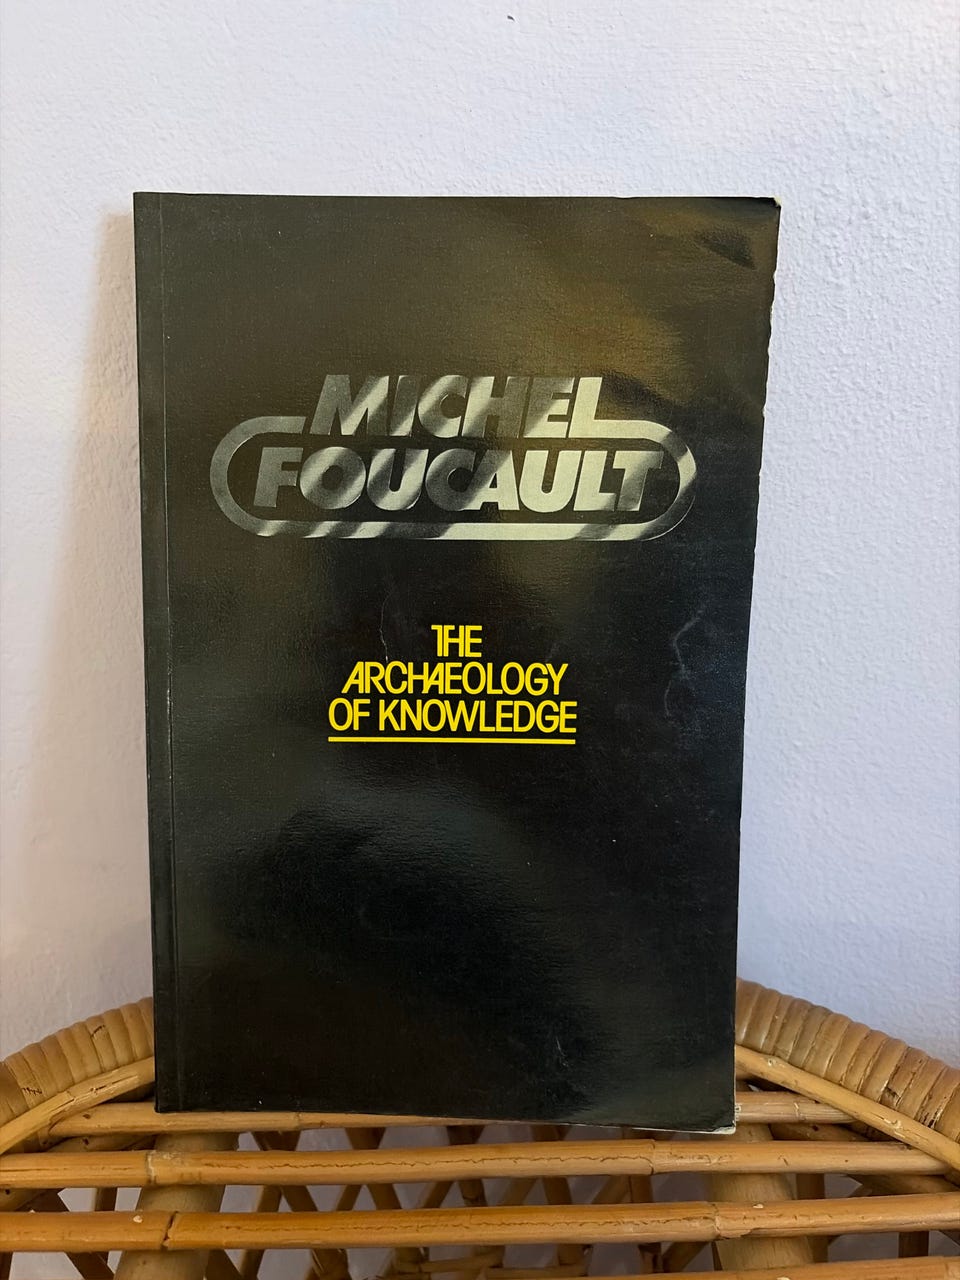 MICHEL
FOUCAULT
THE
ARCHAEOLOGY
OF KNOWLEDGE